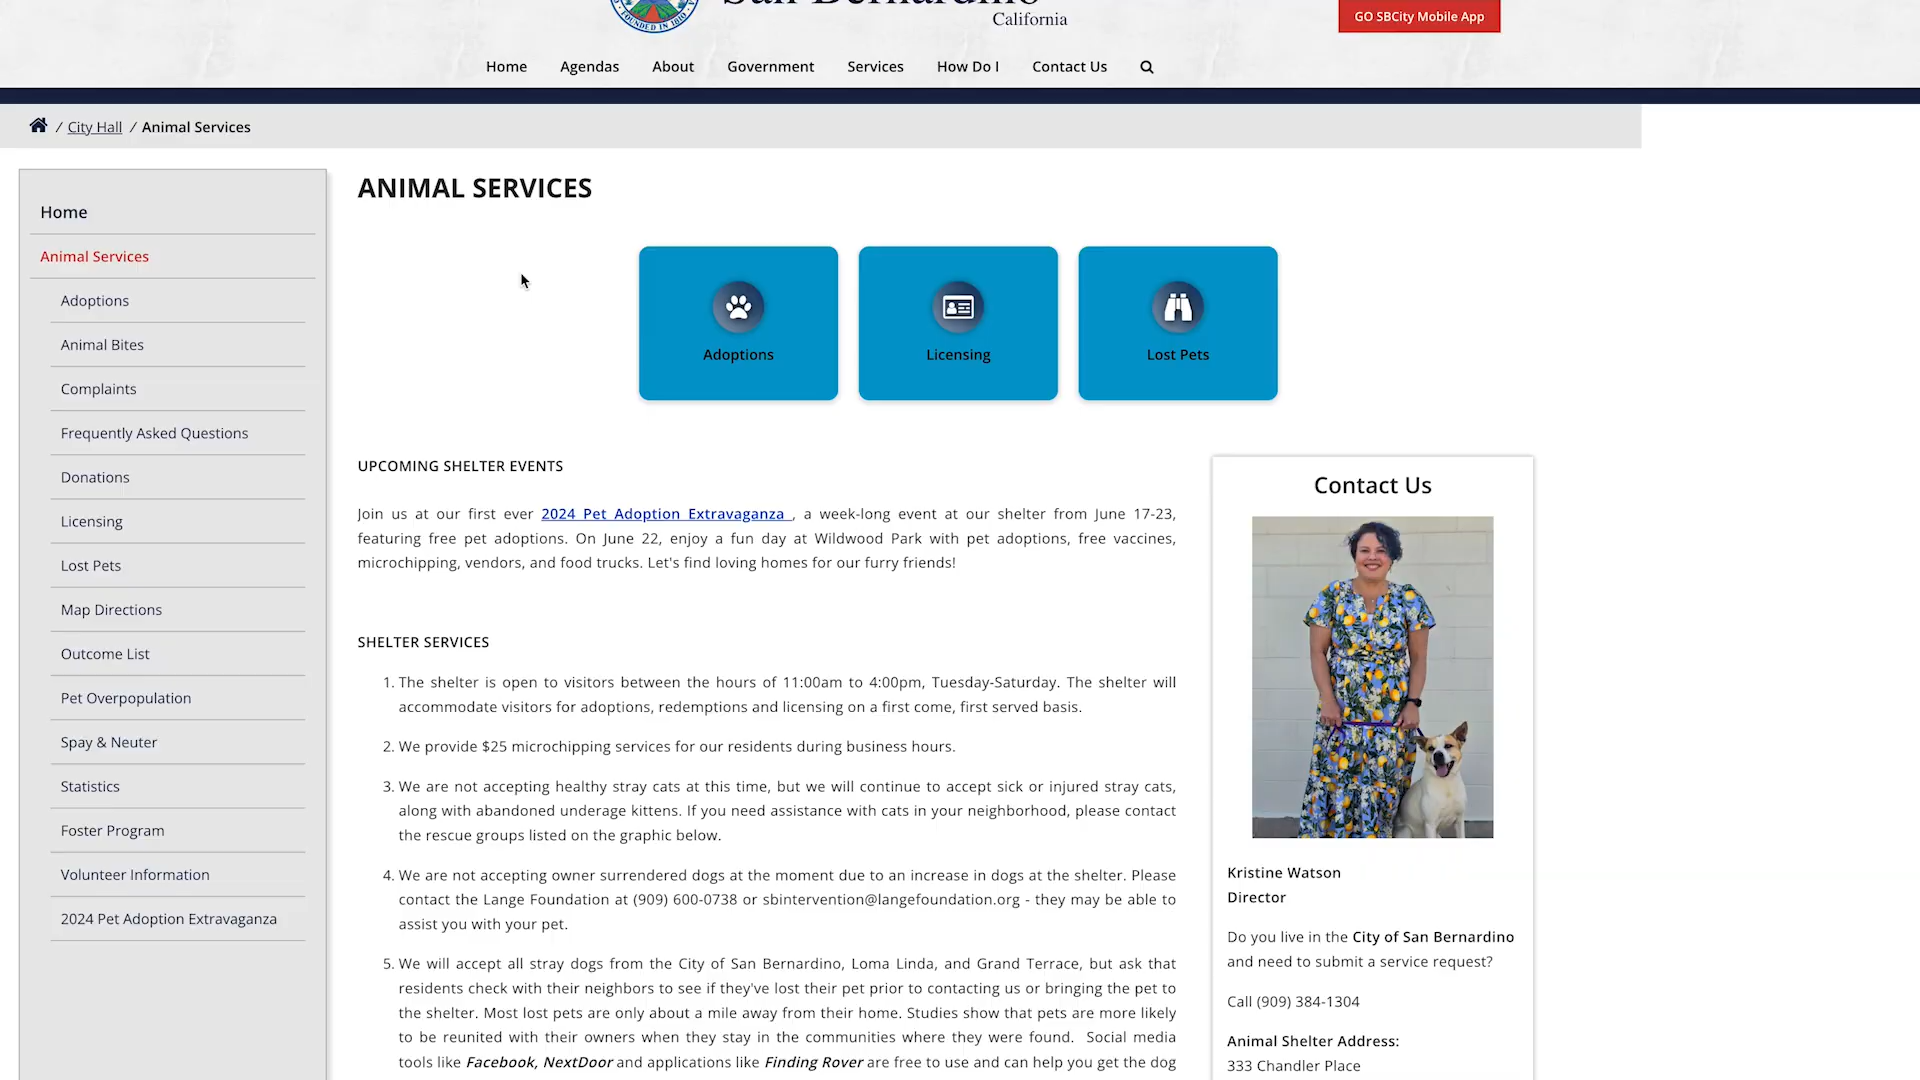 San Bernardino
California
FOUNDED IN 1810
GO SBCity Mobile App
Home
Agendas
About
Government
Services
How Do I
Contact Us
/ City Hall / Animal Services
Home
Animal Services
Adoptions
Animal Bites
Complaints
Frequently Asked Questions
Donations
Licensing
Lost Pets
Map Directions
Outcome List
Pet Overpopulation
Spay & Neuter
Statistics
Foster Program
Volunteer Information
2024 Pet Adoption Extravaganza
ANIMAL SERVICES
Adoptions
Licensing
Lost Pets
UPCOMING SHELTER EVENTS
Join us at our first ever 2024 Pet Adoption Extravaganza , a week-long event at our shelter from June 17-23,
featuring free pet adoptions. On June 22, enjoy a fun day at Wildwood Park with pet adoptions, free vaccines,
microchipping, vendors, and food trucks. Let's find loving homes for our furry friends!
SHELTER SERVICES
1. The shelter is open to visitors between the hours of 11:00am to 4:00pm, Tuesday-Saturday. The shelter will
accommodate visitors for adoptions, redemptions and licensing on a first come, first served basis.
2. We provide $25 microchipping services for our residents during business hours.
3. We are not accepting healthy stray cats at this time, but we will continue to accept sick or injured stray cats,
along with abandoned underage kittens. If you need assistance with cats in your neighborhood, please contact
the rescue groups listed on the graphic below.
4. We are not accepting owner surrendered dogs at the moment due to an increase in dogs at the shelter. Please
contact the Lange Foundation at (909) 600-0738 or sbintervention@langefoundation.org - they may be able to
assist you with your pet.
5. We will accept all stray dogs from the City of San Bernardino, Loma Linda, and Grand Terrace, but ask that
residents check with their neighbors to see if they've lost their pet prior to contacting us or bringing the pet to
the shelter. Most lost pets are only about a mile away from their home. Studies show that pets are more likely
to be reunited with their owners when they stay in the communities where they were found. Social media
tools like Facebook, NextDoor and applications like Finding Rover are free to use and can help you get the dog
Contact Us
Kristine Watson
Director
Do you live in the City of San Bernardino
and need to submit a service request?
Call (909) 384-1304
Animal Shelter Address:
333 Chandler Place